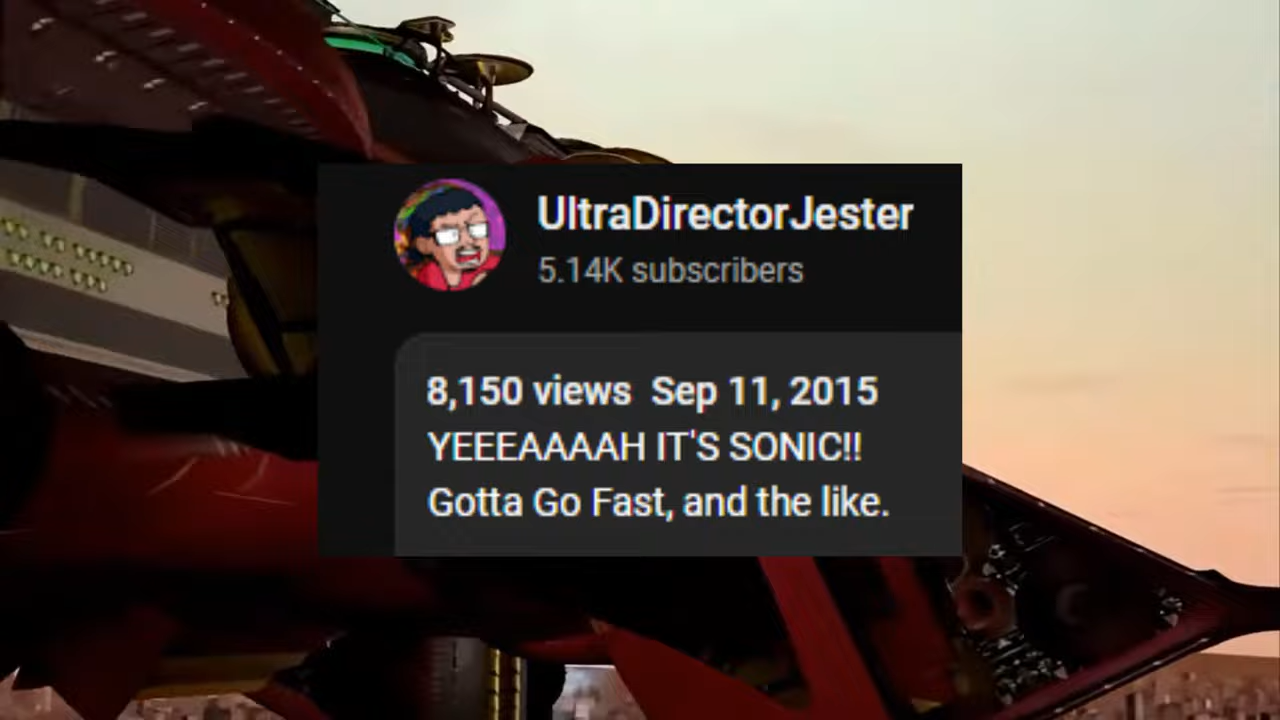 UltraDirectorJester
5.14K subscribers
8,150 views  Sep 11, 2015
YEEEAAAAH IT'S SONIC!!
Gotta Go Fast, and the like.